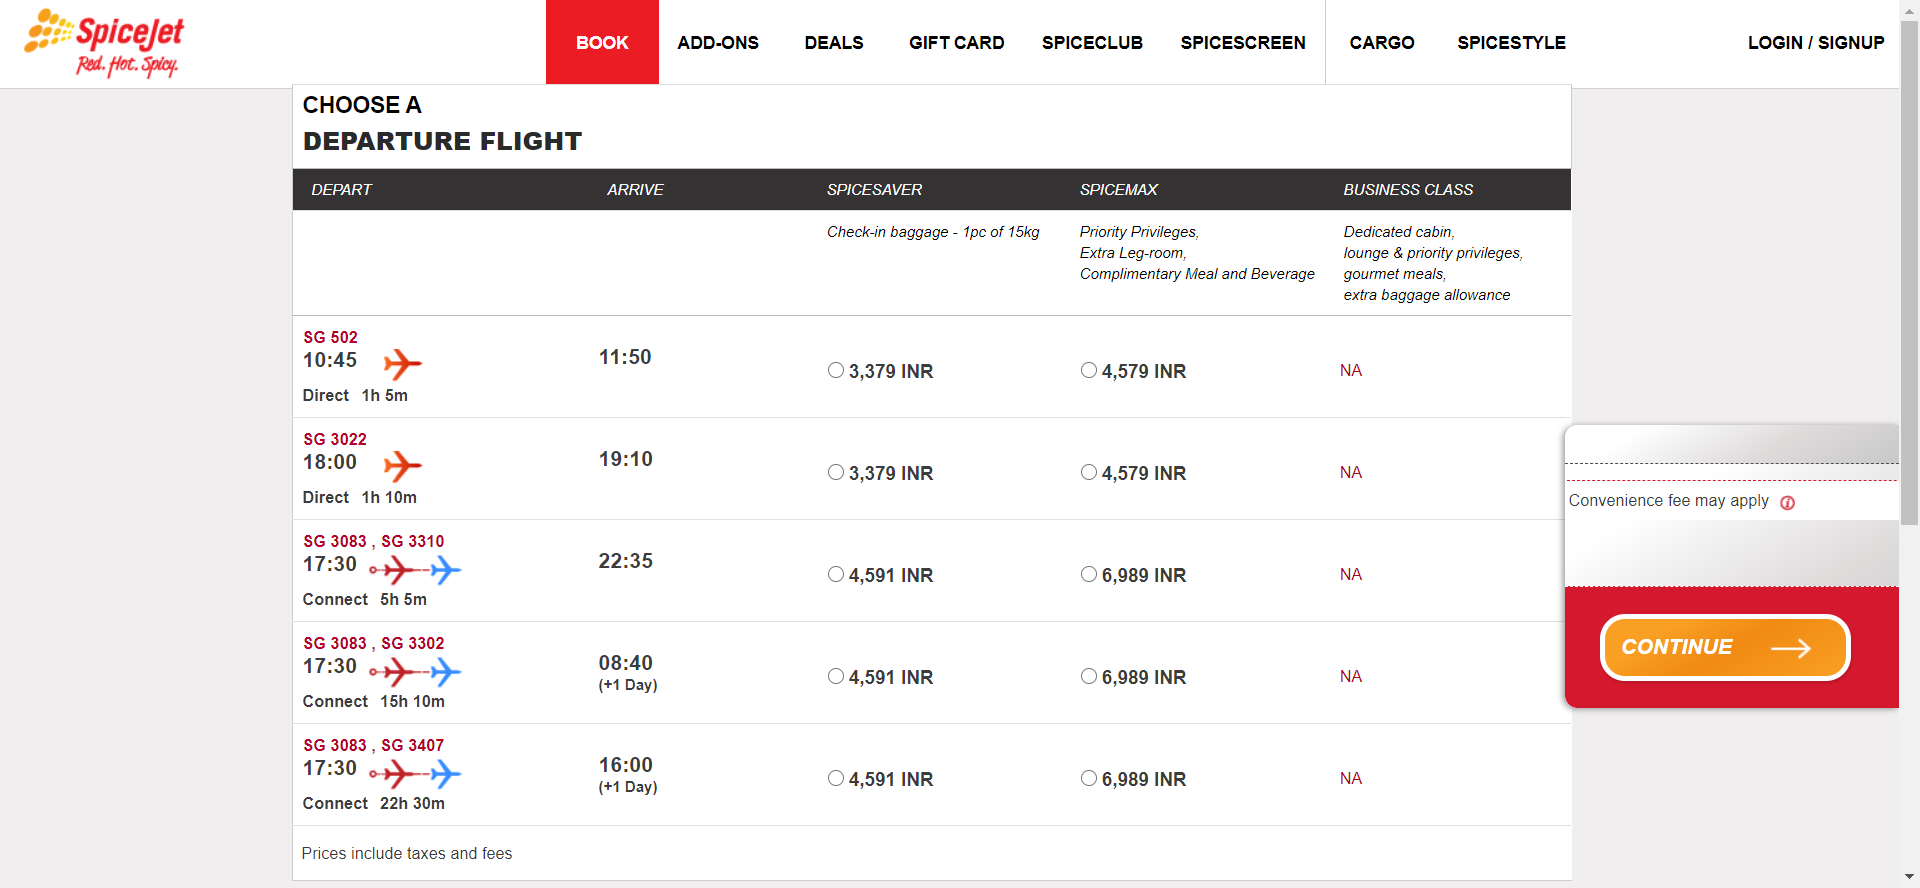 SpiceJet
Red. Hot. Spicy.
BOOK ADD-ONS DEALS GIFT CARD SPICECLUB SPICESCREEN CARGO SPICESTYLE LOGIN / SIGNUP
CHOOSE A
DEPARTURE FLIGHT
DEPART ARRIVE SPICESAVER SPICEMAX BUSINESS CLASS
Check-in baggage - 1pc of 15kg
Priority Privileges,
Extra Leg-room,
Complimentary Meal and Beverage
Dedicated cabin,
lounge & priority privileges,
gourmet meals,
extra baggage allowance
SG 502
10:45 11:50 3,379 INR 4,579 INR NA
Direct 1h 5m
SG 3022
18:00 19:10 3,379 INR 4,579 INR NA
Direct 1h 10m
SG 3083 , SG 3310
17:30 22:35 4,591 INR 6,989 INR NA
Connect 5h 5m
SG 3083 , SG 3302
17:30 08:40 4,591 INR 6,989 INR NA
(+1 Day)
Connect 15h 10m
SG 3083 , SG 3407
17:30 16:00 4,591 INR 6,989 INR NA
(+1 Day)
Connect 22h 30m
Prices include taxes and fees
Convenience fee may apply i
CONTINUE